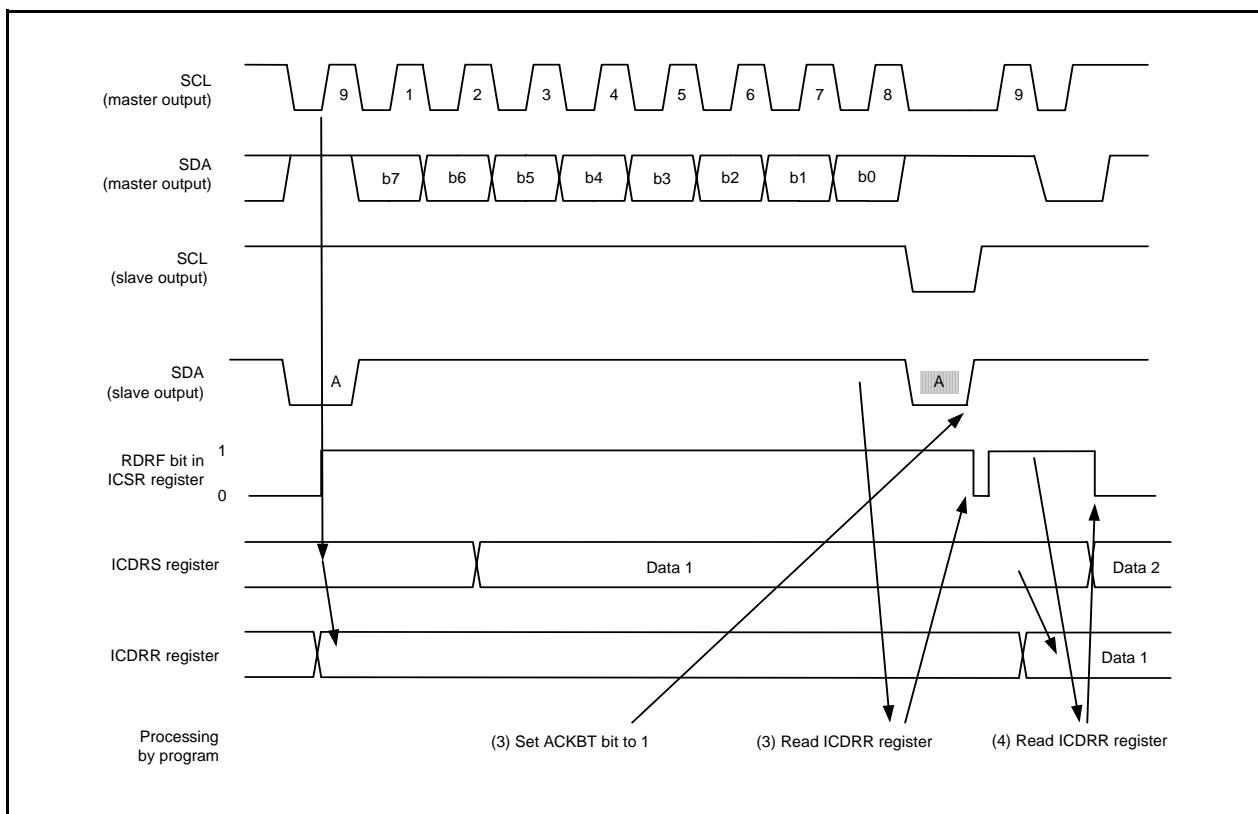 SCL
(master output)
9 1 2 3 4 5 6 7 8 9
SDA
(master output)
b7 b6 b5 b4 b3 b2 b1 b0
SCL
(slave output)
SDA
(slave output)
A A
RDRF bit in
ICSR register
1
0
ICDRS register
Data 1 Data 2
ICDRR register
Data 1
Processing
by program
(3) Set ACKBT bit to 1 (3) Read ICDRR register (4) Read ICDRR register